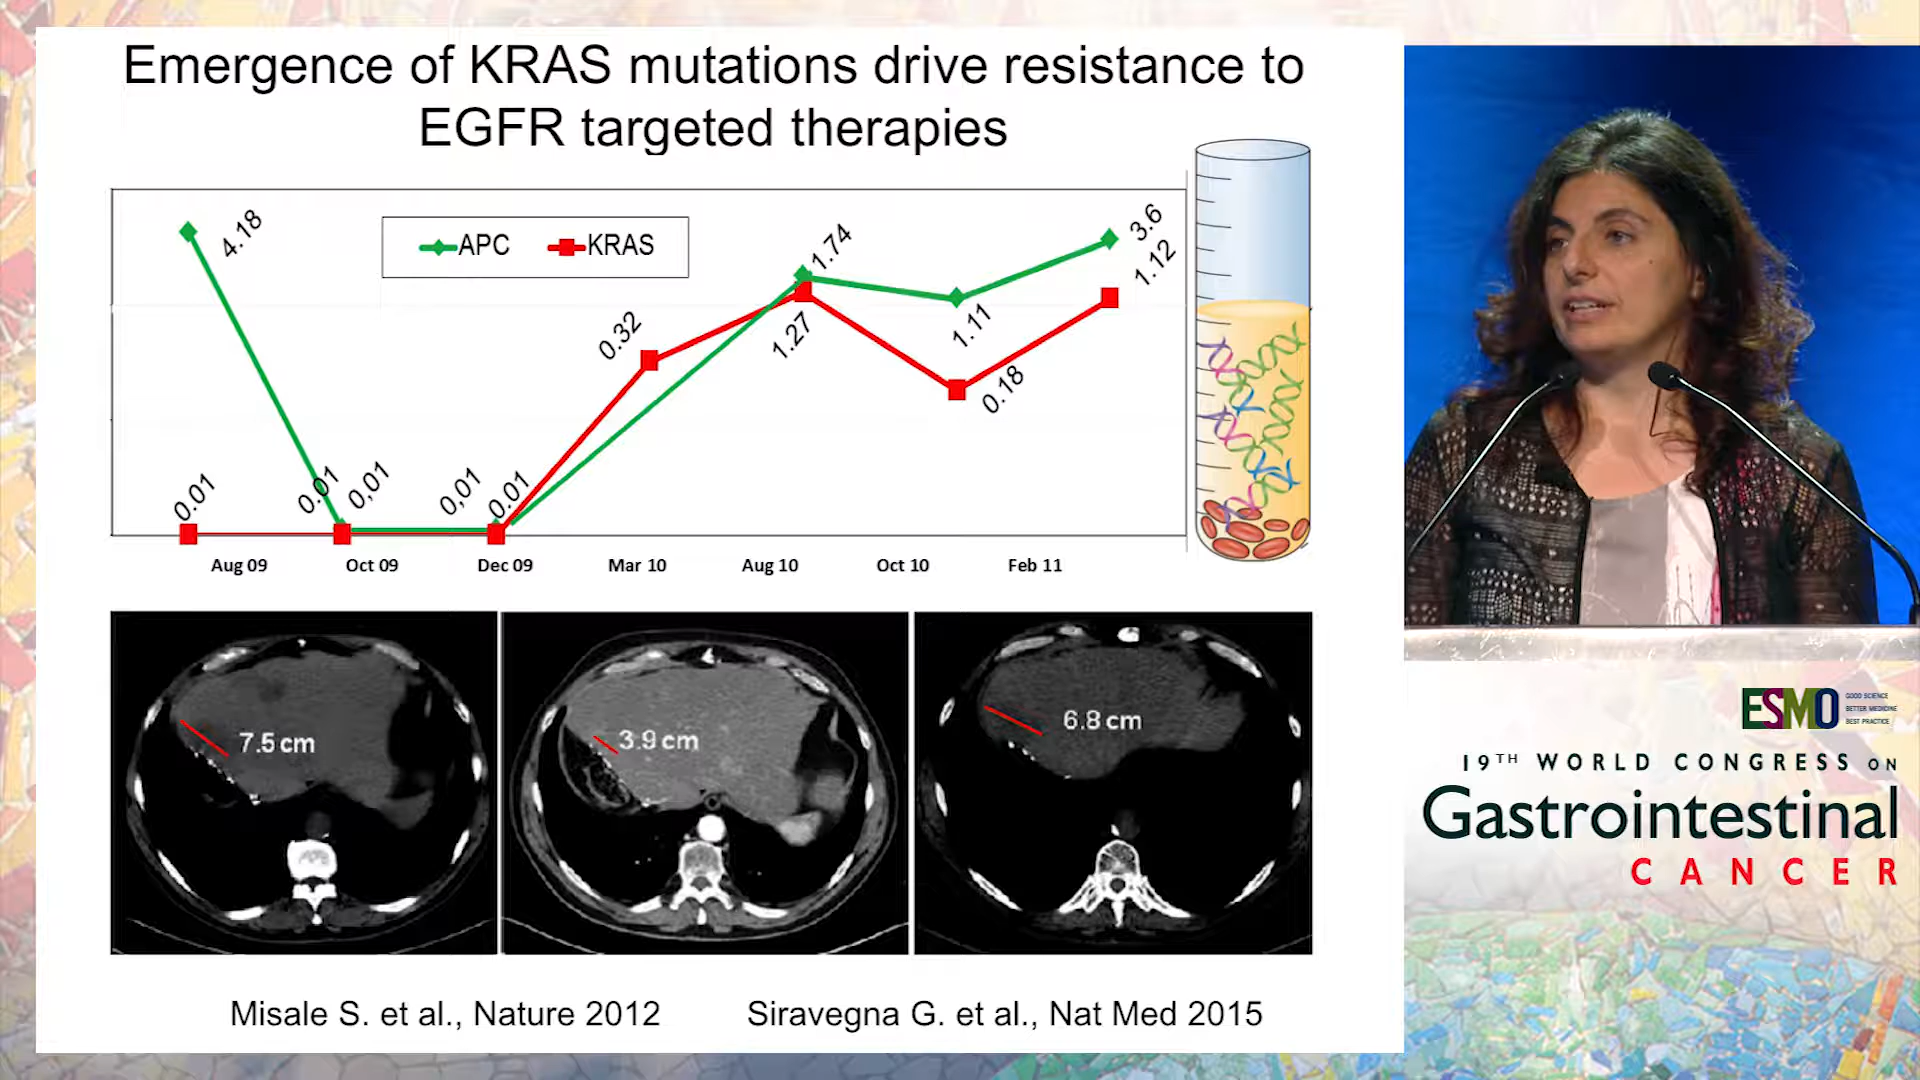 Emergence of KRAS mutations drive resistance to
EGFR targeted therapies
APC KRAS
4.18
0.01
0.01
0,01
0,01
0.01
0.32
1.74
1.27
1.11
0.18
3.6
1.12
Aug 09 Oct 09 Dec 09 Mar 10 Aug 10 Oct 10 Feb 11
7.5 cm
3.9 cm
6.8 cm
Misale S. et al., Nature 2012 Siravegna G. et al., Nat Med 2015
ESMO
GOOD SCIENCE
BETTER MEDICINE
BEST PRACTICE
19TH WORLD CONGRESS ON
Gastrointestinal
CANCER